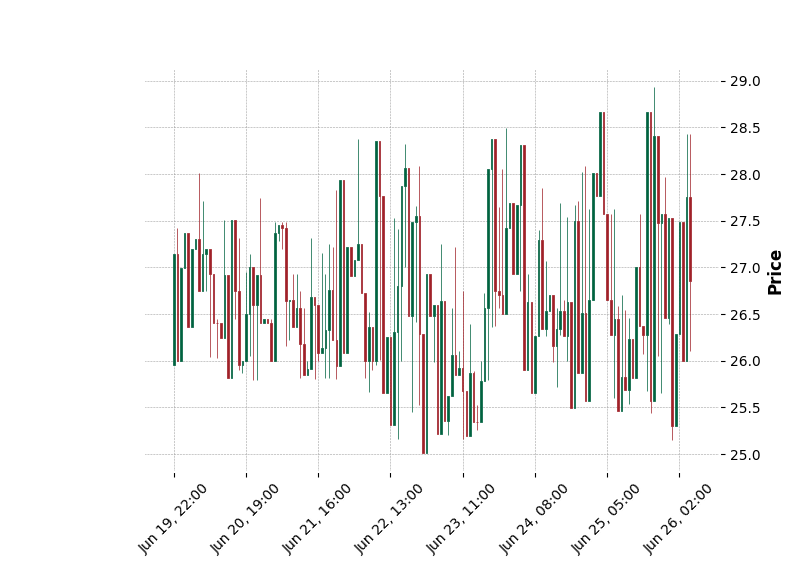 29.0
28.5
28.0
27.5
27.0
26.5
26.0
25.5
25.0
Price
Jun 19, 22:00
Jun 20, 19:00
Jun 21, 16:00
Jun 22, 13:00
Jun 23, 11:00
Jun 24, 08:00
Jun 25, 05:00
Jun 26, 02:00